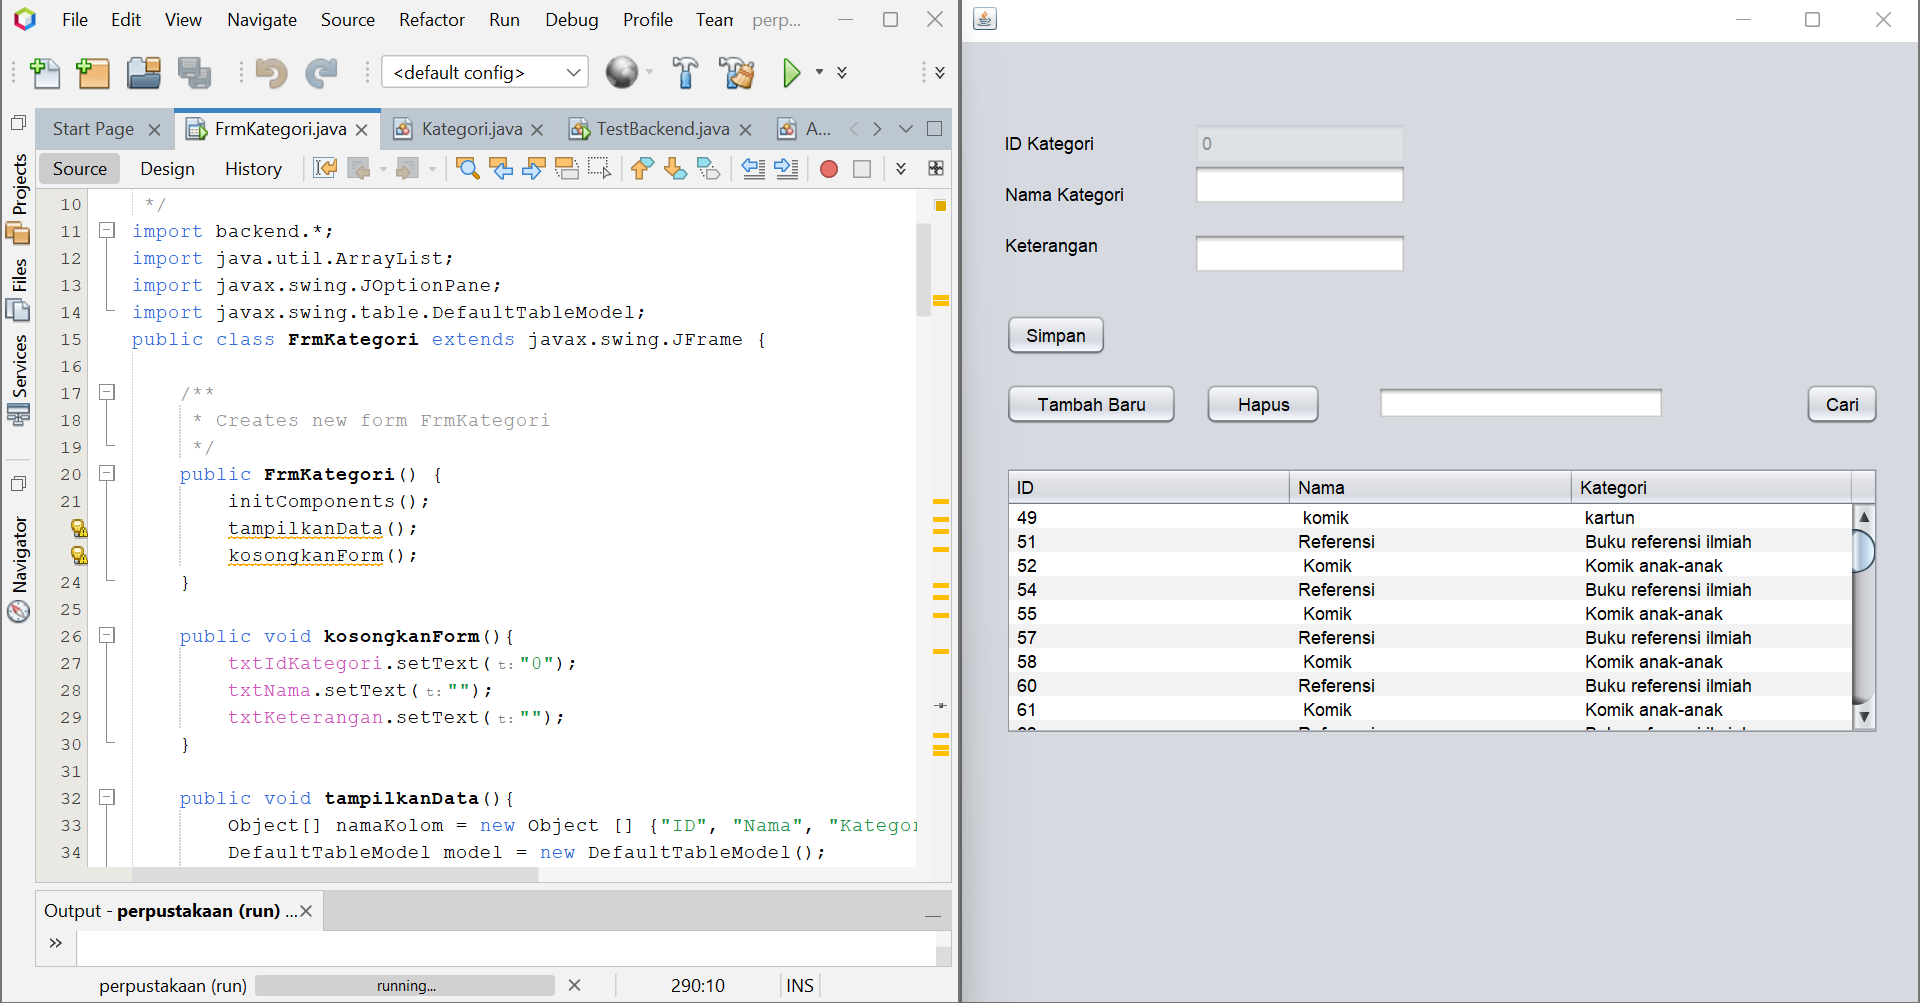 File Edit View Navigate Source Refactor Run Debug Profile Team perp...
<default config>
Start Page FrmKategori.java Kategori.java TestBackend.java A...
Source Design History
Projects
Files
Services
Navigator
10 */
11 import backend.*;
12 import java.util.ArrayList;
13 import javax.swing.JOptionPane;
14 import javax.swing.table.DefaultTableModel;
15 public class FrmKategori extends javax.swing.JFrame {
16
17 /**
18 * Creates new form FrmKategori
19 */
20 public FrmKategori() {
21 initComponents();
tampilkanData();
kosongkanForm();
24 }
25
26 public void kosongkanForm(){
27 txtIdKategori.setText(t:"0");
28 txtNama.setText(t:"");
29 txtKeterangan.setText(t:"");
30 }
31
32 public void tampilkanData(){
33 Object[] namaKolom = new Object [] {"ID", "Nama", "Kategor
34 DefaultTableModel model = new DefaultTableModel();
Output - perpustakaan (run) ...
perpustakaan (run) running... 290:10 INS
ID Kategori 0
Nama Kategori
Keterangan
Simpan
Tambah Baru Hapus Cari
ID Nama Kategori
49 komik kartun
51 Referensi Buku referensi ilmiah
52 Komik Komik anak-anak
54 Referensi Buku referensi ilmiah
55 Komik Komik anak-anak
57 Referensi Buku referensi ilmiah
58 Komik Komik anak-anak
60 Referensi Buku referensi ilmiah
61 Komik Komik anak-anak